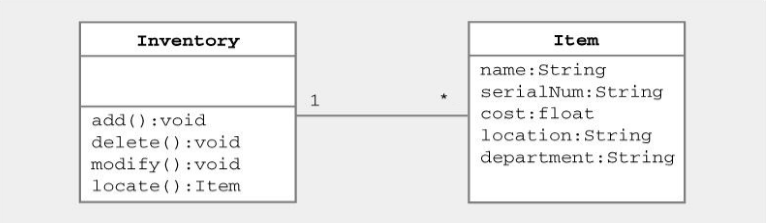 Inventory
add():void
delete():void
modify():void
locate():Item
1
*
Item
name:String
serialNum:String
cost:float
location:String
department:String